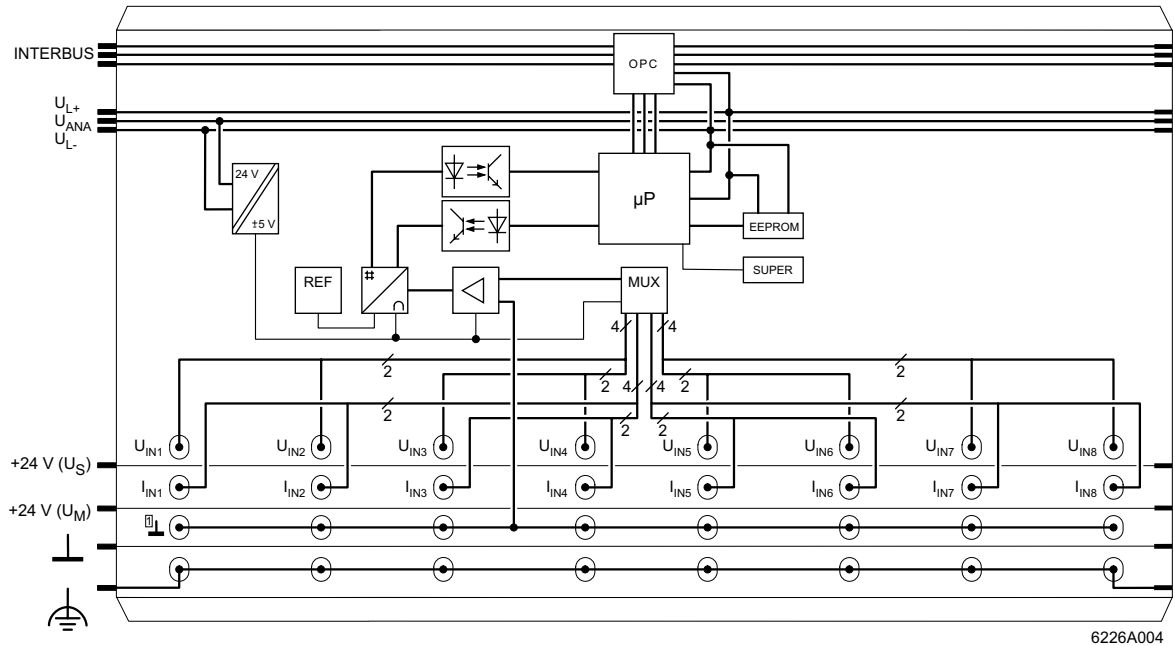 INTERBUS
OPC
U_L+
U_ANA
U_L-
24 V
±5 V
µP
EEPROM
SUPER
REF
#
∩
MUX
4 4
2 2 4 4 2 2
2 2 2 2
U_IN1 U_IN2 U_IN3 U_IN4 U_IN5 U_IN6 U_IN7 U_IN8
+24 V (U_S)
I_IN1 I_IN2 I_IN3 I_IN4 I_IN5 I_IN6 I_IN7 I_IN8
+24 V (U_M)
1
6226A004